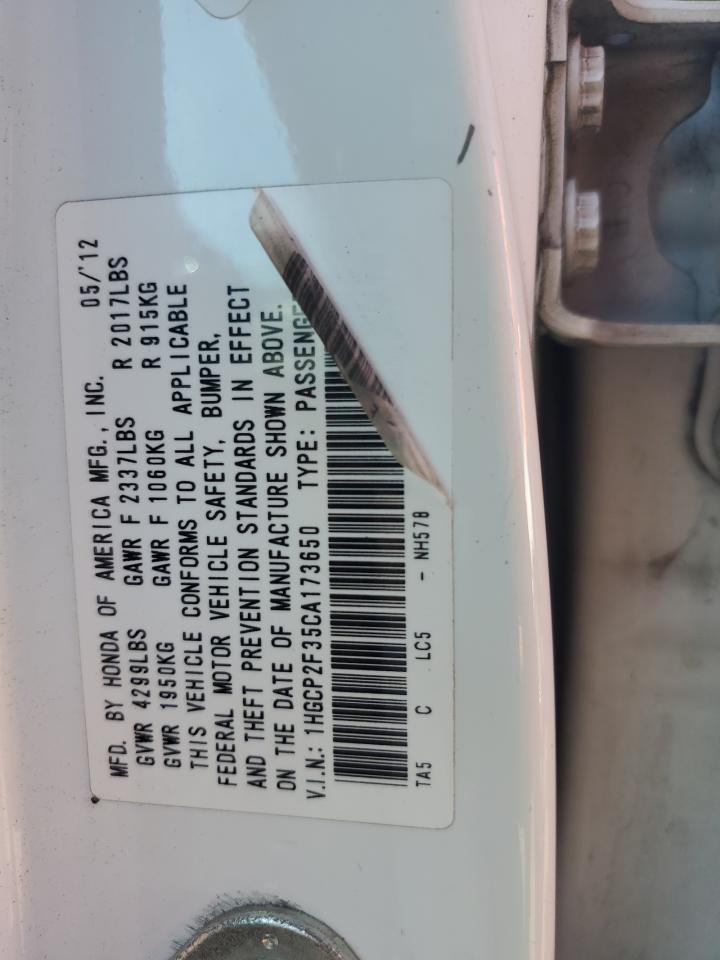 MFD. BY HONDA OF AMERICA MFG., INC. 05/'12
GVWR 4299LBS GAWR F 2337LBS R 2017LBS
GVWR 1950KG GAWR F 1060KG R 915KG
THIS VEHICLE CONFORMS TO ALL APPLICABLE
FEDERAL MOTOR VEHICLE SAFETY, BUMPER,
AND THEFT PREVENTION STANDARDS IN EFFECT
ON THE DATE OF MANUFACTURE SHOWN ABOVE.
V.I.N.: 1HGCP2F35CA173650 TYPE: PASSENGE
TA5 C LC5 - NH578